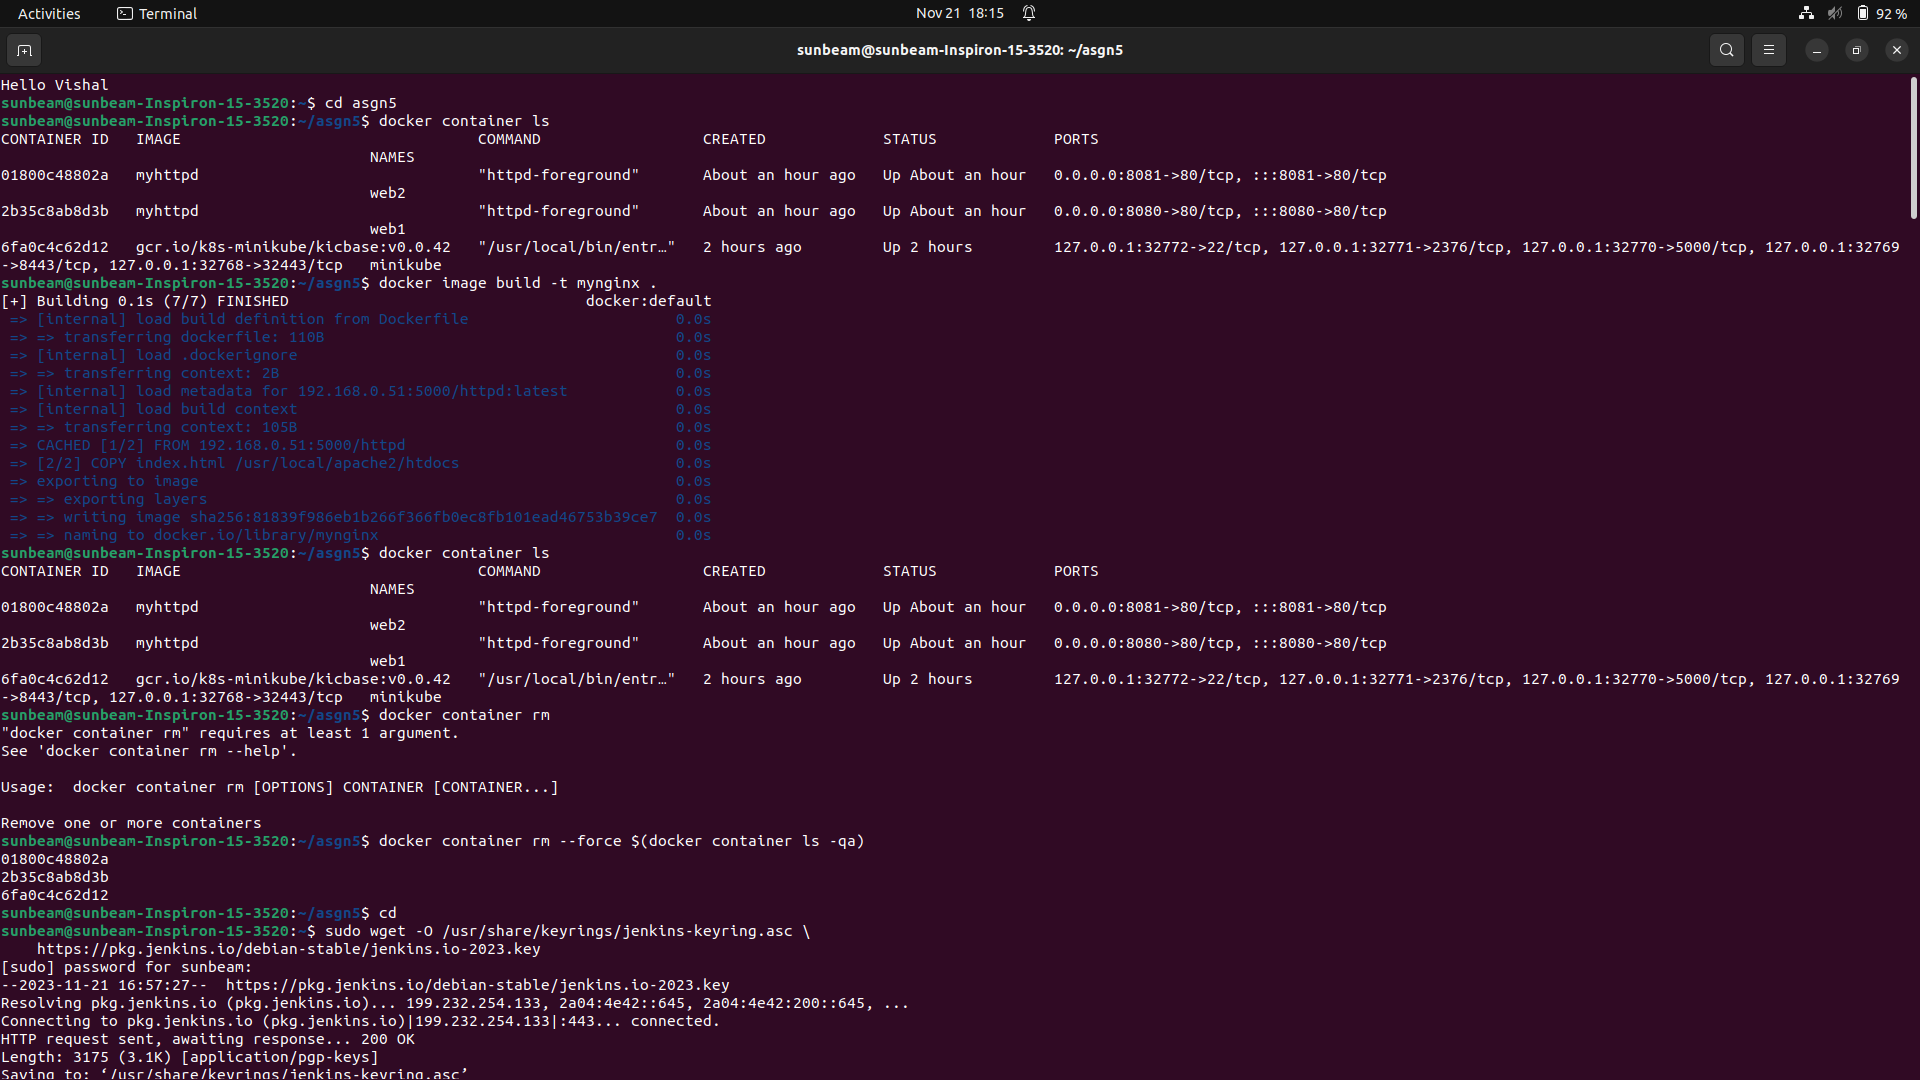 Activities Terminal Nov 21 18:15 92 %
sunbeam@sunbeam-Inspiron-15-3520: ~/asgn5
Hello Vishal
sunbeam@sunbeam-Inspiron-15-3520:~$ cd asgn5
sunbeam@sunbeam-Inspiron-15-3520:~/asgn5$ docker container ls
CONTAINER ID   IMAGE                                 COMMAND                  CREATED             STATUS             PORTS
                                         NAMES
01800c48802a   myhttpd                               "httpd-foreground"       About an hour ago   Up About an hour   0.0.0.0:8081->80/tcp, :::8081->80/tcp
                                         web2
2b35c8ab8d3b   myhttpd                               "httpd-foreground"       About an hour ago   Up About an hour   0.0.0.0:8080->80/tcp, :::8080->80/tcp
                                         web1
6fa0c4c62d12   gcr.io/k8s-minikube/kicbase:v0.0.42   "/usr/local/bin/entr…"   2 hours ago         Up 2 hours         127.0.0.1:32772->22/tcp, 127.0.0.1:32771->2376/tcp, 127.0.0.1:32770->5000/tcp, 127.0.0.1:32769
->8443/tcp, 127.0.0.1:32768->32443/tcp   minikube
sunbeam@sunbeam-Inspiron-15-3520:~/asgn5$ docker image build -t mynginx .
[+] Building 0.1s (7/7) FINISHED                                 docker:default
 => [internal] load build definition from Dockerfile                       0.0s
 => => transferring dockerfile: 110B                                       0.0s
 => [internal] load .dockerignore                                          0.0s
 => => transferring context: 2B                                            0.0s
 => [internal] load metadata for 192.168.0.51:5000/httpd:latest            0.0s
 => [internal] load build context                                          0.0s
 => => transferring context: 105B                                          0.0s
 => CACHED [1/2] FROM 192.168.0.51:5000/httpd                              0.0s
 => [2/2] COPY index.html /usr/local/apache2/htdocs                        0.0s
 => exporting to image                                                     0.0s
 => => exporting layers                                                    0.0s
 => => writing image sha256:81839f986eb1b266f366fb0ec8fb101ead46753b39ce7  0.0s
 => => naming to docker.io/library/mynginx                                 0.0s
sunbeam@sunbeam-Inspiron-15-3520:~/asgn5$ docker container ls
CONTAINER ID   IMAGE                                 COMMAND                  CREATED             STATUS             PORTS
                                         NAMES
01800c48802a   myhttpd                               "httpd-foreground"       About an hour ago   Up About an hour   0.0.0.0:8081->80/tcp, :::8081->80/tcp
                                         web2
2b35c8ab8d3b   myhttpd                               "httpd-foreground"       About an hour ago   Up About an hour   0.0.0.0:8080->80/tcp, :::8080->80/tcp
                                         web1
6fa0c4c62d12   gcr.io/k8s-minikube/kicbase:v0.0.42   "/usr/local/bin/entr…"   2 hours ago         Up 2 hours         127.0.0.1:32772->22/tcp, 127.0.0.1:32771->2376/tcp, 127.0.0.1:32770->5000/tcp, 127.0.0.1:32769
->8443/tcp, 127.0.0.1:32768->32443/tcp   minikube
sunbeam@sunbeam-Inspiron-15-3520:~/asgn5$ docker container rm
"docker container rm" requires at least 1 argument.
See 'docker container rm --help'.

Usage:  docker container rm [OPTIONS] CONTAINER [CONTAINER...]

Remove one or more containers
sunbeam@sunbeam-Inspiron-15-3520:~/asgn5$ docker container rm --force $(docker container ls -qa)
01800c48802a
2b35c8ab8d3b
6fa0c4c62d12
sunbeam@sunbeam-Inspiron-15-3520:~/asgn5$ cd
sunbeam@sunbeam-Inspiron-15-3520:~$ sudo wget -O /usr/share/keyrings/jenkins-keyring.asc \
    https://pkg.jenkins.io/debian-stable/jenkins.io-2023.key
[sudo] password for sunbeam:
--2023-11-21 16:57:27--  https://pkg.jenkins.io/debian-stable/jenkins.io-2023.key
Resolving pkg.jenkins.io (pkg.jenkins.io)... 199.232.254.133, 2a04:4e42::645, 2a04:4e42:200::645, ...
Connecting to pkg.jenkins.io (pkg.jenkins.io)|199.232.254.133|:443... connected.
HTTP request sent, awaiting response... 200 OK
Length: 3175 (3.1K) [application/pgp-keys]
Saving to: ‘/usr/share/keyrings/jenkins-keyring.asc’